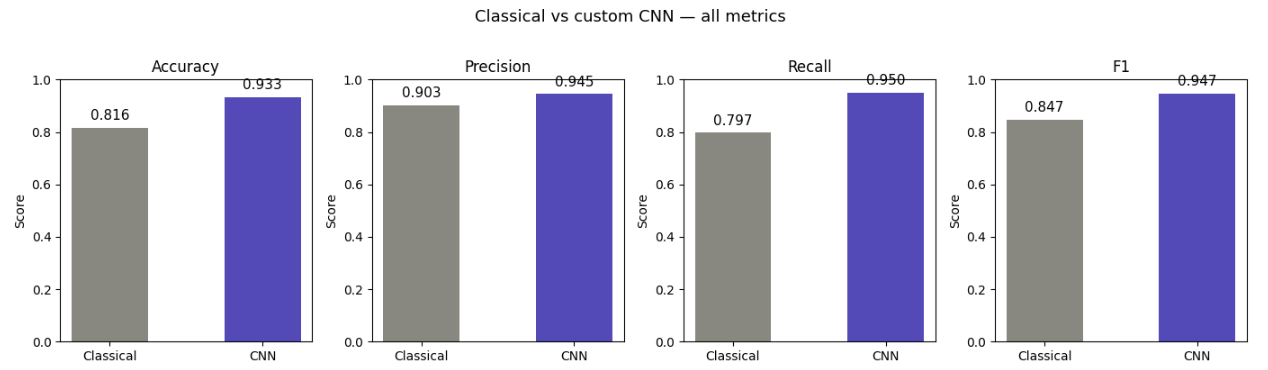 Classical vs custom CNN — all metrics
Accuracy
Score
1.0
0.8
0.6
0.4
0.2
0.0
0.816
0.933
Classical CNN
Precision
Score
1.0
0.8
0.6
0.4
0.2
0.0
0.903
0.945
Classical CNN
Recall
Score
1.0
0.8
0.6
0.4
0.2
0.0
0.797
0.950
Classical CNN
F1
Score
1.0
0.8
0.6
0.4
0.2
0.0
0.847
0.947
Classical CNN